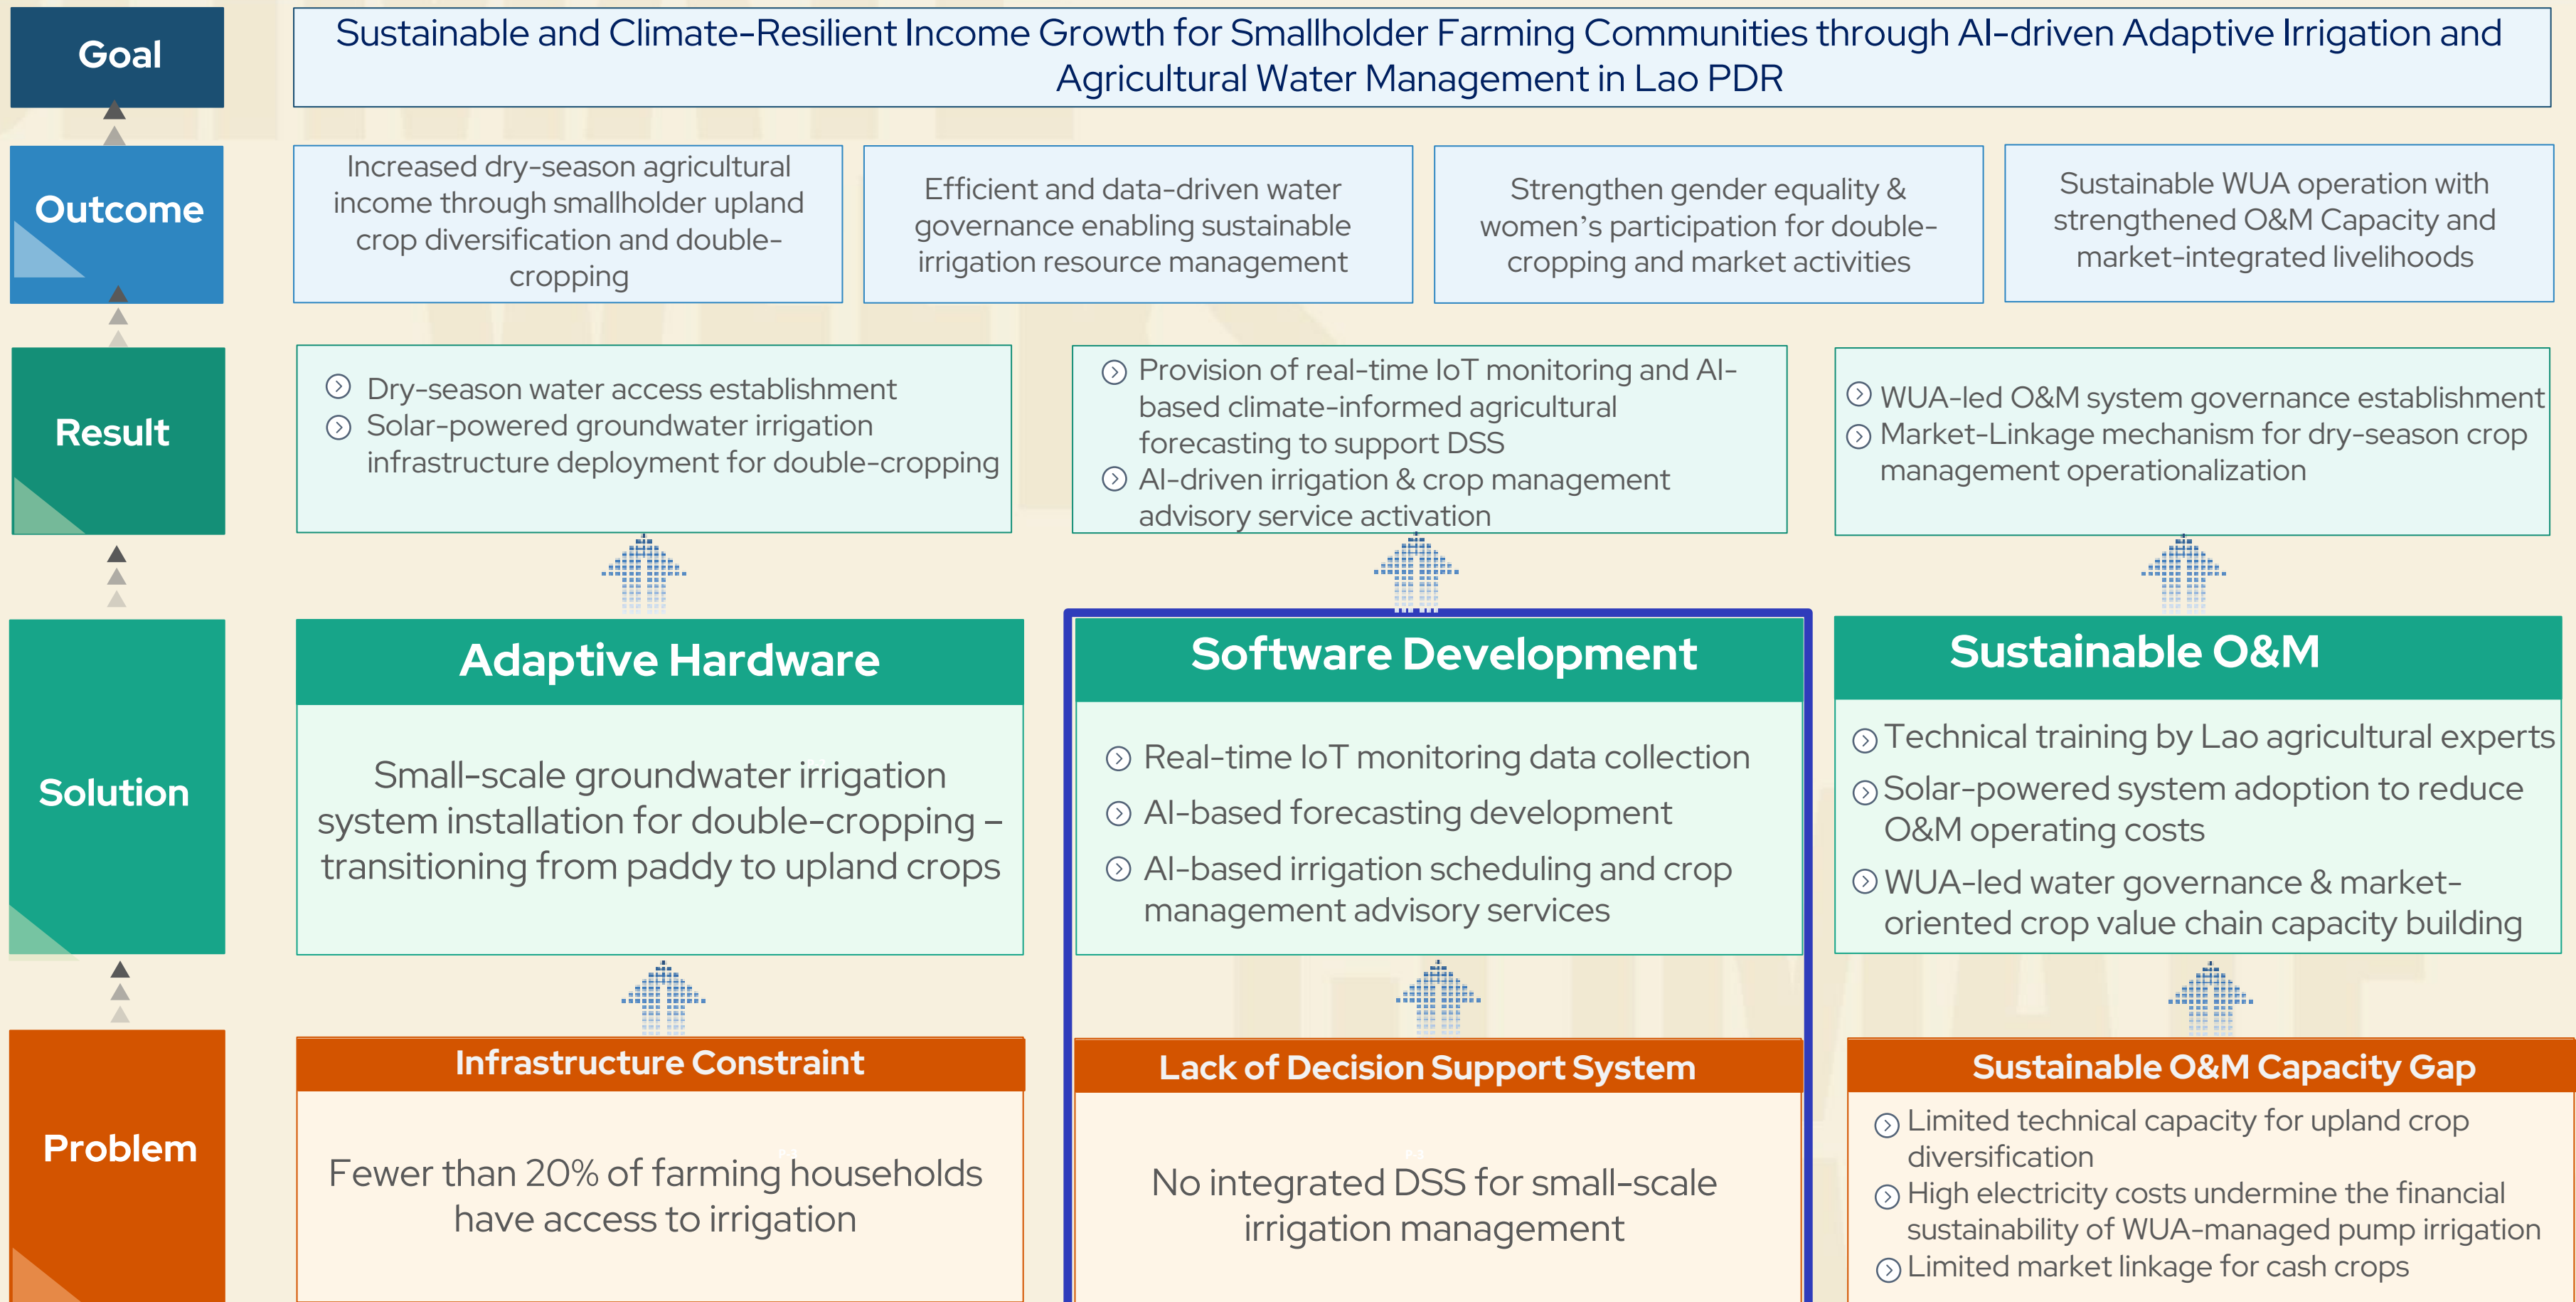 Goal
Sustainable and Climate-Resilient Income Growth for Smallholder Farming Communities through AI-driven Adaptive Irrigation and
Agricultural Water Management in Lao PDR
Outcome
Increased dry-season agricultural
income through smallholder upland
crop diversification and double-
cropping
Efficient and data-driven water
governance enabling sustainable
irrigation resource management
Strengthen gender equality &
women's participation for double-
cropping and market activities
Sustainable WUA operation with
strengthened O&M Capacity and
market-integrated livelihoods
Result
Dry-season water access establishment
Solar-powered groundwater irrigation
infrastructure deployment for double-cropping
Provision of real-time IoT monitoring and AI-
based climate-informed agricultural
forecasting to support DSS
AI-driven irrigation & crop management
advisory service activation
WUA-led O&M system governance establishment
Market-Linkage mechanism for dry-season crop
management operationalization
Solution
Adaptive Hardware
Small-scale groundwater irrigation
system installation for double-cropping –
transitioning from paddy to upland crops
Software Development
Real-time IoT monitoring data collection
AI-based forecasting development
AI-based irrigation scheduling and crop
management advisory services
Sustainable O&M
Technical training by Lao agricultural experts
Solar-powered system adoption to reduce
O&M operating costs
WUA-led water governance & market-
oriented crop value chain capacity building
Problem
Infrastructure Constraint
Fewer than 20% of farming households
have access to irrigation
Lack of Decision Support System
P-3
No integrated DSS for small-scale
irrigation management
Sustainable O&M Capacity Gap
Limited technical capacity for upland crop
diversification
High electricity costs undermine the financial
sustainability of WUA-managed pump irrigation
Limited market linkage for cash crops